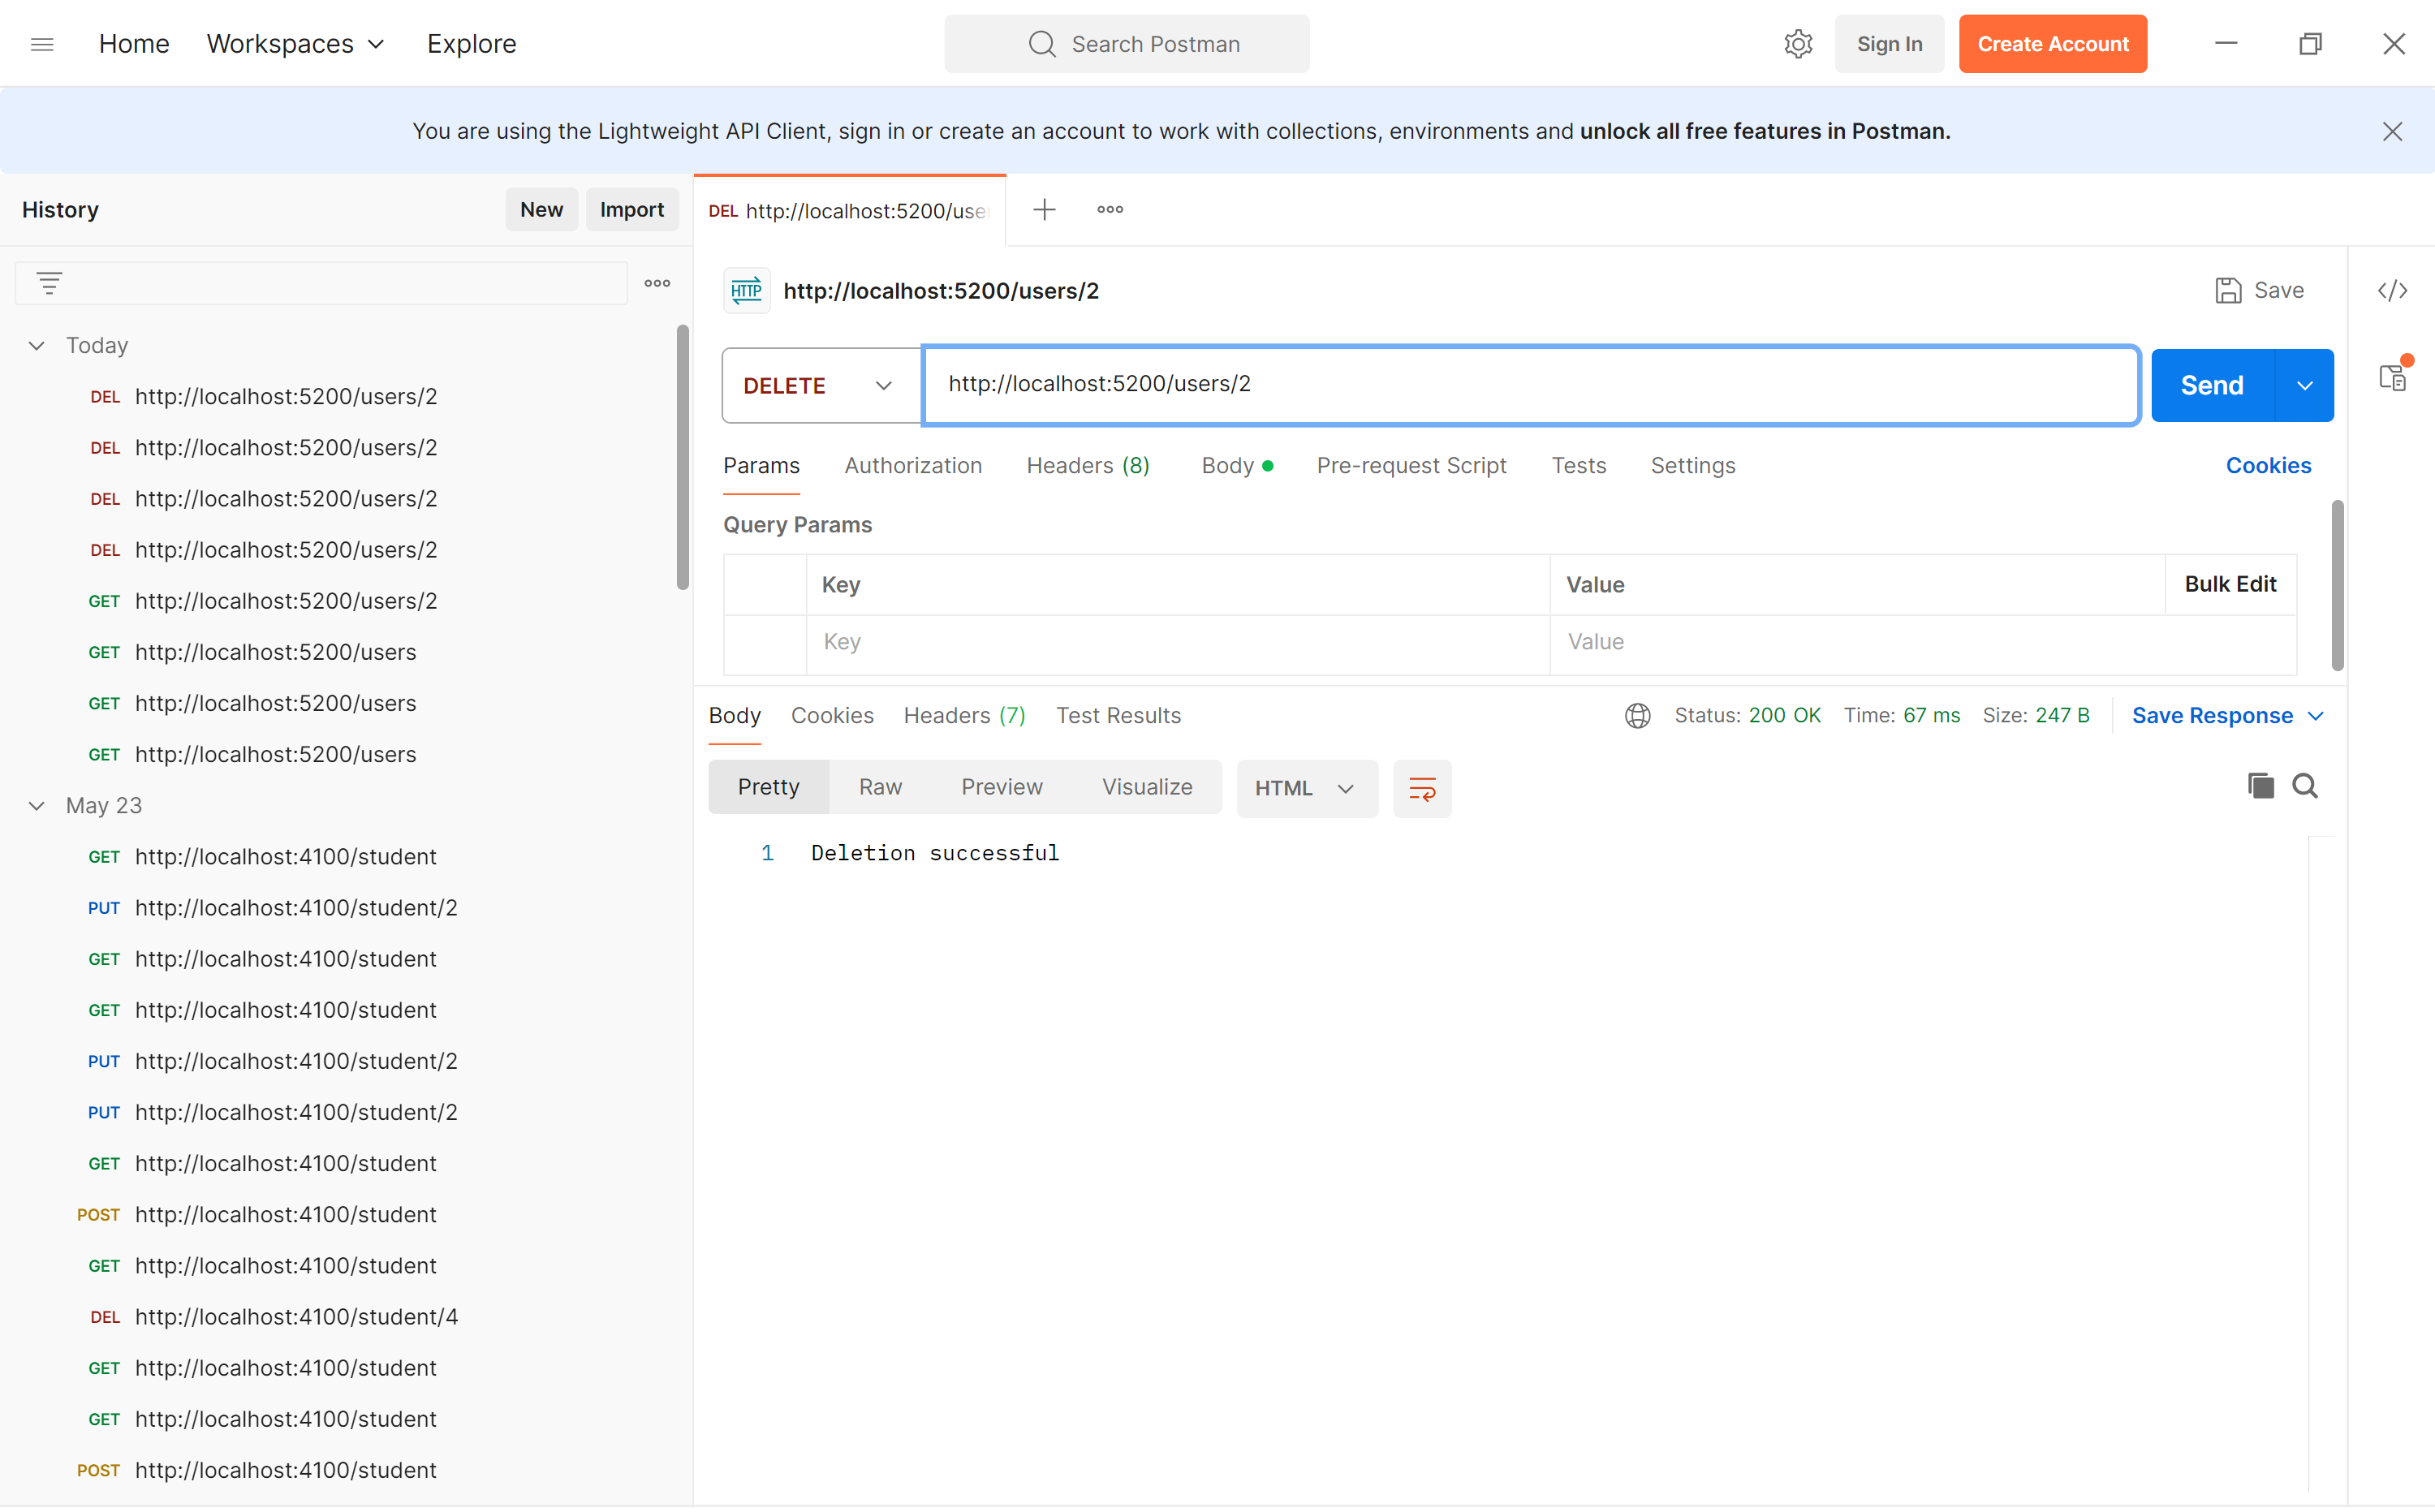 Home Workspaces Explore Search Postman Sign In Create Account
You are using the Lightweight API Client, sign in or create an account to work with collections, environments and unlock all free features in Postman.
History New Import
DEL http://localhost:5200/use
HTTP http://localhost:5200/users/2 Save
Today
DEL http://localhost:5200/users/2
DEL http://localhost:5200/users/2
DEL http://localhost:5200/users/2
DEL http://localhost:5200/users/2
GET http://localhost:5200/users/2
GET http://localhost:5200/users
GET http://localhost:5200/users
GET http://localhost:5200/users
May 23
GET http://localhost:4100/student
PUT http://localhost:4100/student/2
GET http://localhost:4100/student
GET http://localhost:4100/student
PUT http://localhost:4100/student/2
PUT http://localhost:4100/student/2
GET http://localhost:4100/student
POST http://localhost:4100/student
GET http://localhost:4100/student
DEL http://localhost:4100/student/4
GET http://localhost:4100/student
GET http://localhost:4100/student
POST http://localhost:4100/student
DELETE http://localhost:5200/users/2 Send
Params Authorization Headers (8) Body Pre-request Script Tests Settings Cookies
Query Params
Key Value Bulk Edit
Key Value
Body Cookies Headers (7) Test Results Status: 200 OK Time: 67 ms Size: 247 B Save Response
Pretty Raw Preview Visualize HTML
1 Deletion successful